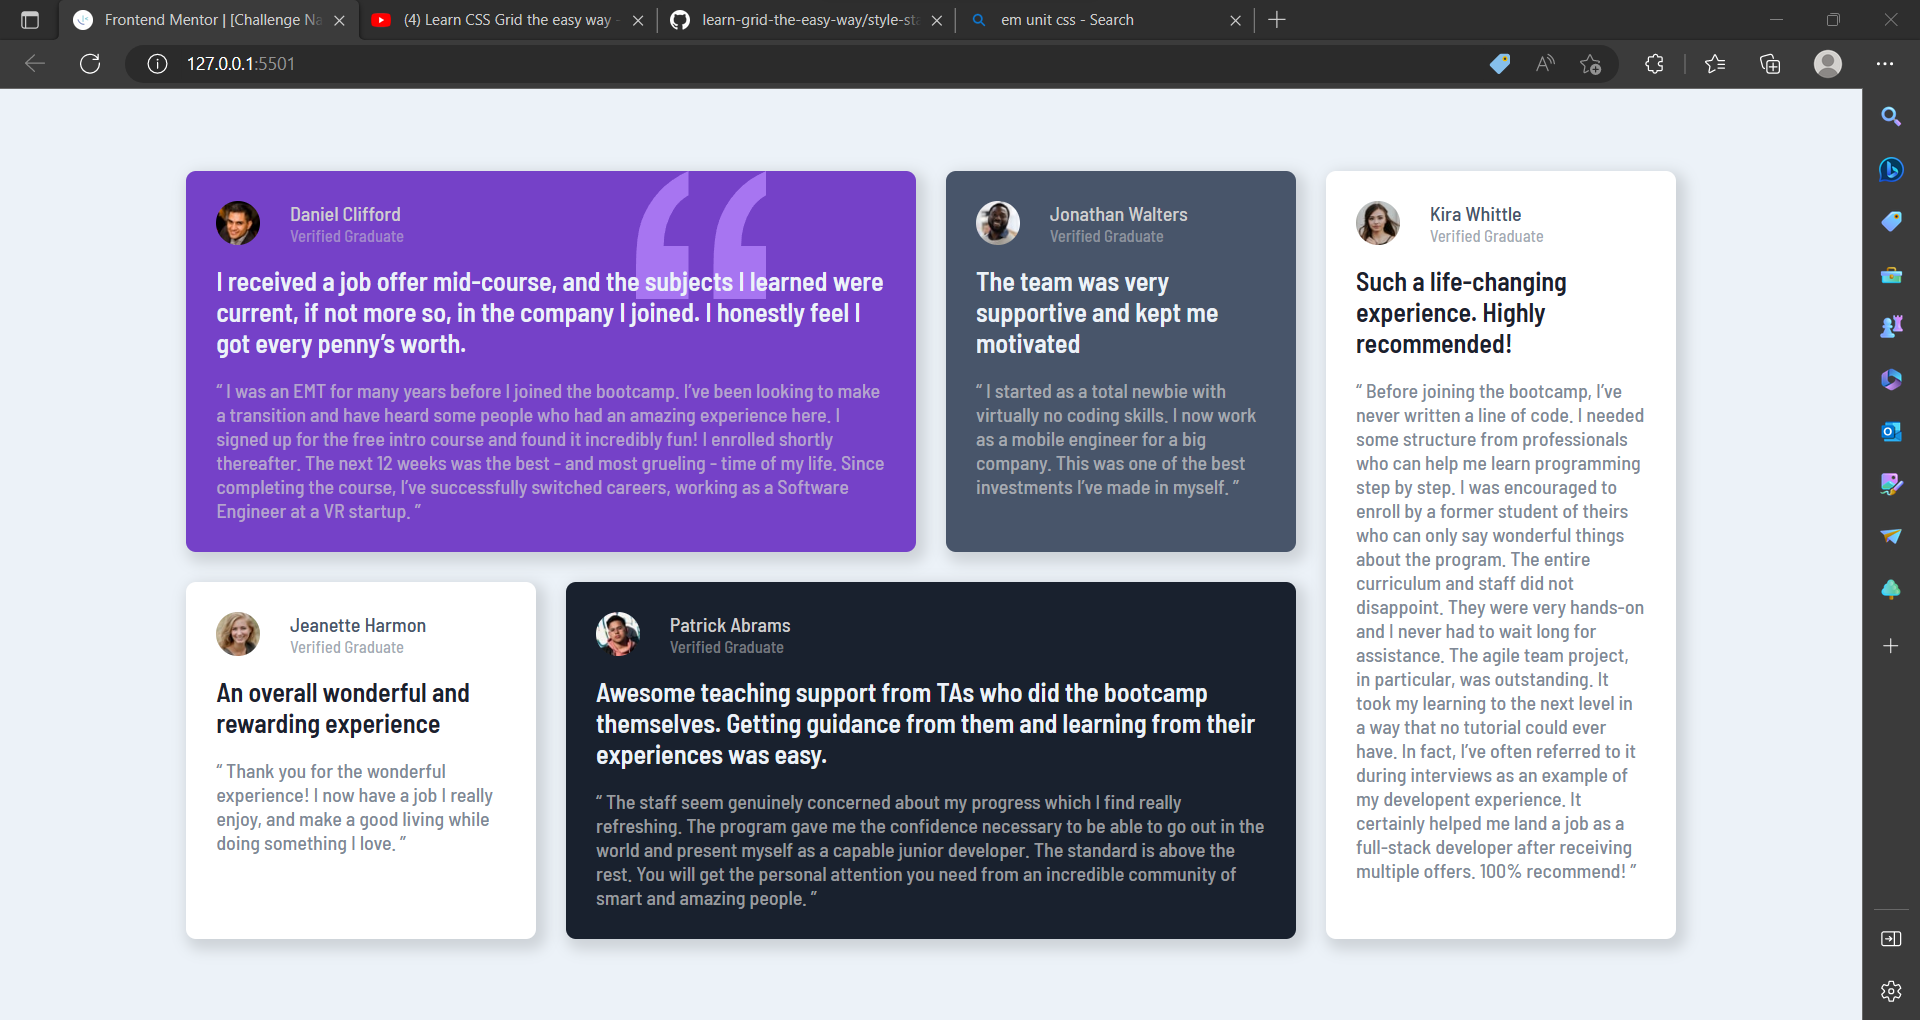 Frontend Mentor | [Challenge Na
(4) Learn CSS Grid the easy way -
learn-grid-the-easy-way/style-sta
em unit css - Search
127.0.0.1:5501
Daniel Clifford
Verified Graduate
I received a job offer mid-course, and the subjects I learned were
current, if not more so, in the company I joined. I honestly feel I
got every penny’s worth.
“ I was an EMT for many years before I joined the bootcamp. I’ve been looking to make
a transition and have heard some people who had an amazing experience here. I
signed up for the free intro course and found it incredibly fun! I enrolled shortly
thereafter. The next 12 weeks was the best - and most grueling - time of my life. Since
completing the course, I’ve successfully switched careers, working as a Software
Engineer at a VR startup. ”
Jonathan Walters
Verified Graduate
The team was very
supportive and kept me
motivated
“ I started as a total newbie with
virtually no coding skills. I now work
as a mobile engineer for a big
company. This was one of the best
investments I’ve made in myself. ”
Kira Whittle
Verified Graduate
Such a life-changing
experience. Highly
recommended!
“ Before joining the bootcamp, I’ve
never written a line of code. I needed
some structure from professionals
who can help me learn programming
step by step. I was encouraged to
enroll by a former student of theirs
who can only say wonderful things
about the program. The entire
curriculum and staff did not
disappoint. They were very hands-on
and I never had to wait long for
assistance. The agile team project,
in particular, was outstanding. It
took my learning to the next level in
a way that no tutorial could ever
have. In fact, I’ve often referred to it
during interviews as an example of
my developent experience. It
certainly helped me land a job as a
full-stack developer after receiving
multiple offers. 100% recommend! ”
Jeanette Harmon
Verified Graduate
An overall wonderful and
rewarding experience
“ Thank you for the wonderful
experience! I now have a job I really
enjoy, and make a good living while
doing something I love. ”
Patrick Abrams
Verified Graduate
Awesome teaching support from TAs who did the bootcamp
themselves. Getting guidance from them and learning from their
experiences was easy.
“ The staff seem genuinely concerned about my progress which I find really
refreshing. The program gave me the confidence necessary to be able to go out in the
world and present myself as a capable junior developer. The standard is above the
rest. You will get the personal attention you need from an incredible community of
smart and amazing people. ”